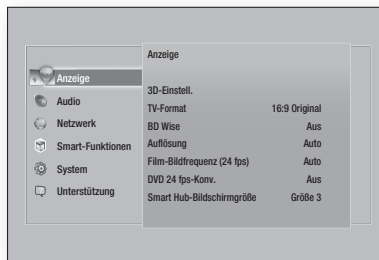 Anzeige
Audio
Netzwerk
Smart-Funktionen
System
Unterstützung
Anzeige
3D-Einstell.
TV-Format 16:9 Original
BD Wise Aus
Auflösung Auto
Film-Bildfrequenz (24 fps) Auto
DVD 24 fps-Konv. Aus
Smart Hub-Bildschirmgröße Größe 3